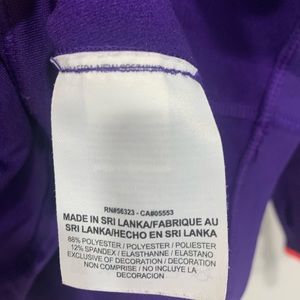 RN#56323 - CA#05553
MADE IN SRI LANKA/FABRIQUE AU
SRI LANKA/HECHO EN SRI LANKA
88% POLYESTER / POLYESTER / POLIESTER
12% SPANDEX / ELASTHANNE / ELASTANO
EXCLUSIVE OF DECORATION / DECORATION
NON COMPRISE / NO INCLUYE LA
DECORACION